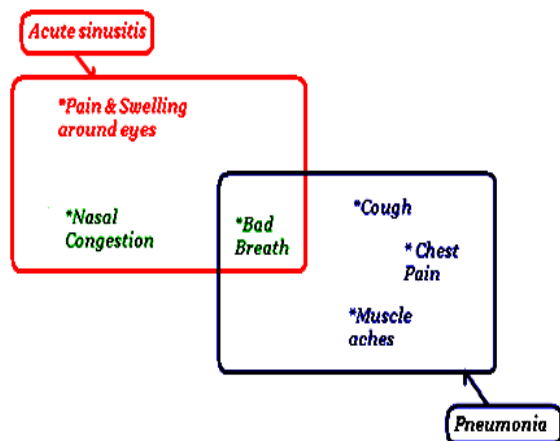 Acute sinusitis
*Pain & Swelling
around eyes
*Nasal
Congestion
*Bad
Breath
*Cough
* Chest
Pain
*Muscle
aches
Pneumonia